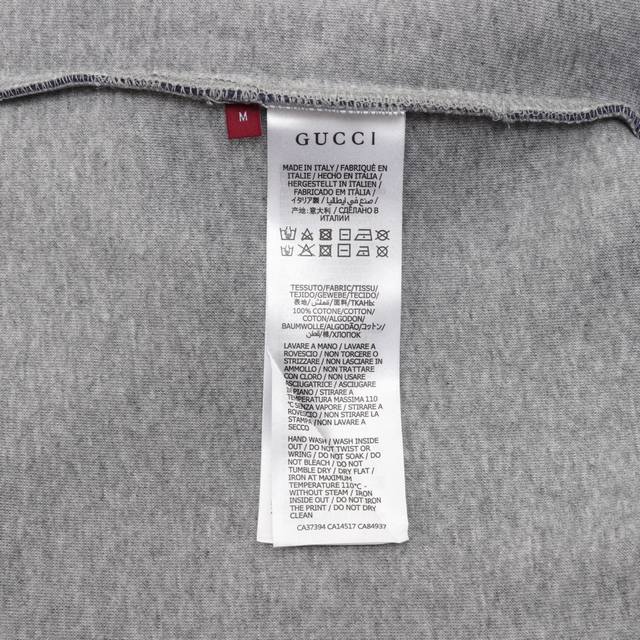 M
GUCCI
MADE IN ITALY / FABRIQUÉ EN
ITALIE / HECHO EN ITALIA /
HERGESTELLT IN ITALIEN /
FABRICADO EM ITÁLIA /
イタリア製 / صنع في ايطاليا /
产地:意大利 / СДЕЛАНО В
ИТАЛИИ
TESSUTO/FABRIC/TISSU/
TEJIDO/GEWEBE/TECIDO/
表地/قماش/面料/ТКАНЬ:
100% COTONE/COTTON/
COTON/ALGODON/
BAUMWOLLE/ALGODÃO/コットン/
قطن/棉/ХЛОПОК
LAVARE A MANO / LAVARE A
ROVESCIO / NON TORCERE O
STRIZZARE / NON LASCIARE IN
AMMOLLO / NON TRATTARE
CON CLORO / NON USARE
ASCIUGATRICE / ASCIUGARE
IN PIANO / STIRARE A
TEMPERATURA MASSIMA 110
°C SENZA VAPORE / STIRARE A
ROVESCIO / NON STIRARE LA
STAMPA / NON LAVARE A
SECCO
HAND WASH / WASH INSIDE
OUT / DO NOT TWIST OR
WRING / DO NOT SOAK / DO
NOT BLEACH / DO NOT
TUMBLE DRY / DRY FLAT /
IRON AT MAXIMUM
TEMPERATURE 110°C -
WITHOUT STEAM / IRON
INSIDE OUT / DO NOT IRON
THE PRINT / DO NOT DRY
CLEAN
CA37394 CA14517 CA84937